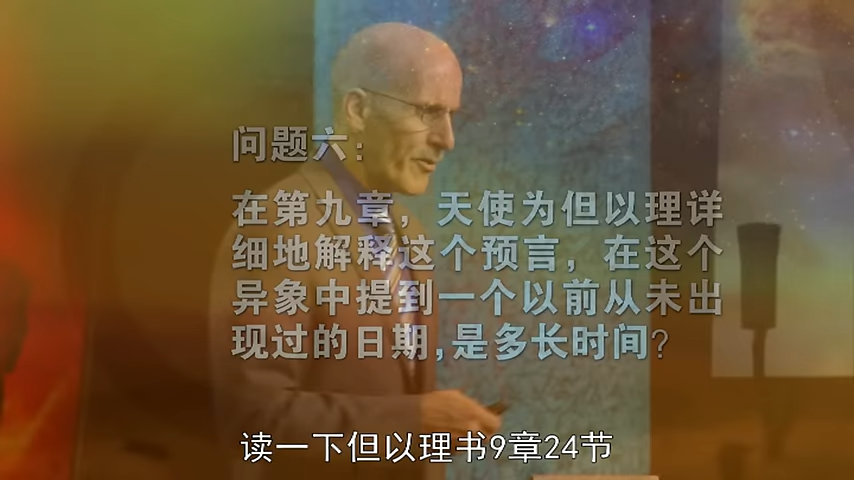 问题六：
在第九章，天使为但以理详
细地解释这个预言，在这个
异象中提到一个以前从未出
现过的日期,是多长时间?
读一下但以理书9章24节